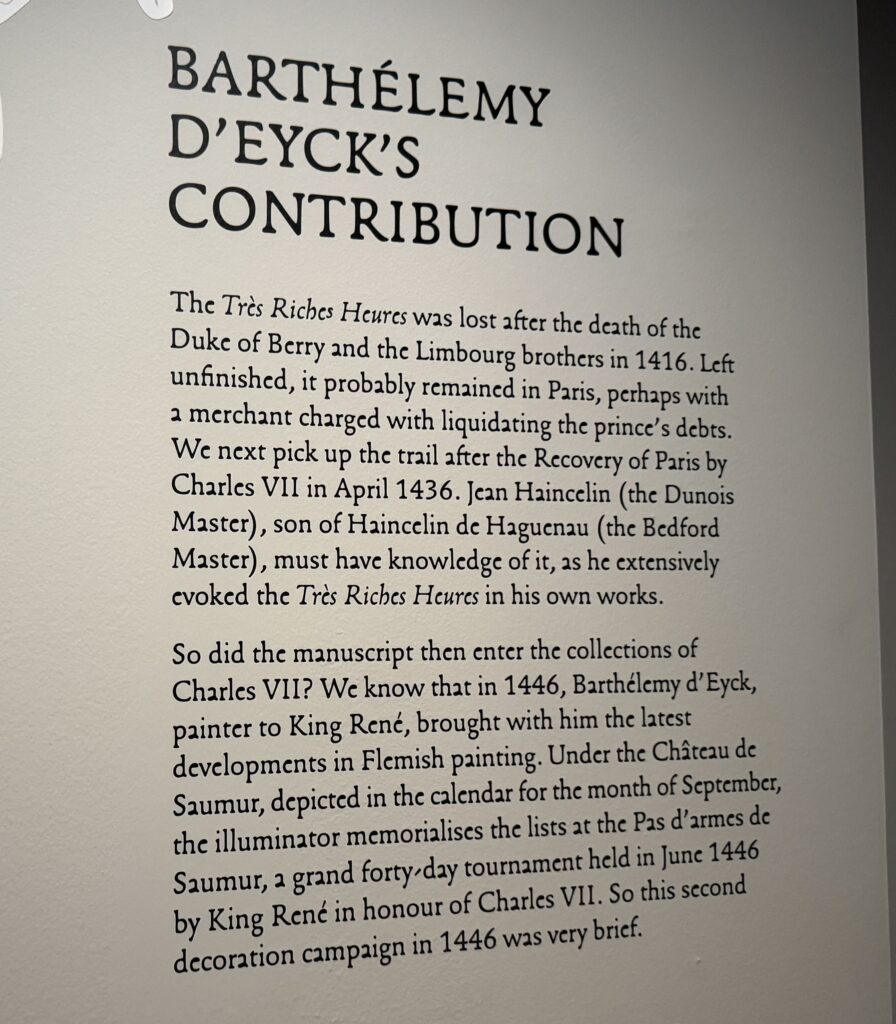 BARTHÉLEMY
D'EYCK'S
CONTRIBUTION
The Très Riches Heures was lost after the death of the
Duke of Berry and the Limbourg brothers in 1416. Left
unfinished, it probably remained in Paris, perhaps with
a merchant charged with liquidating the prince's debts.
We next pick up the trail after the Recovery of Paris by
Charles VII in April 1436. Jean Haincelin (the Dunois
Master), son of Haincelin de Haguenau (the Bedford
Master), must have knowledge of it, as he extensively
evoked the Très Riches Heures in his own works.
So did the manuscript then enter the collections of
Charles VII? We know that in 1446, Barthélemy d'Eyck,
painter to King René, brought with him the latest
developments in Flemish painting. Under the Château de
Saumur, depicted in the calendar for the month of September,
the illuminator memorialises the lists at the Pas d'armes de
Saumur, a grand forty-day tournament held in June 1446
by King René in honour of Charles VII. So this second
decoration campaign in 1446 was very brief.